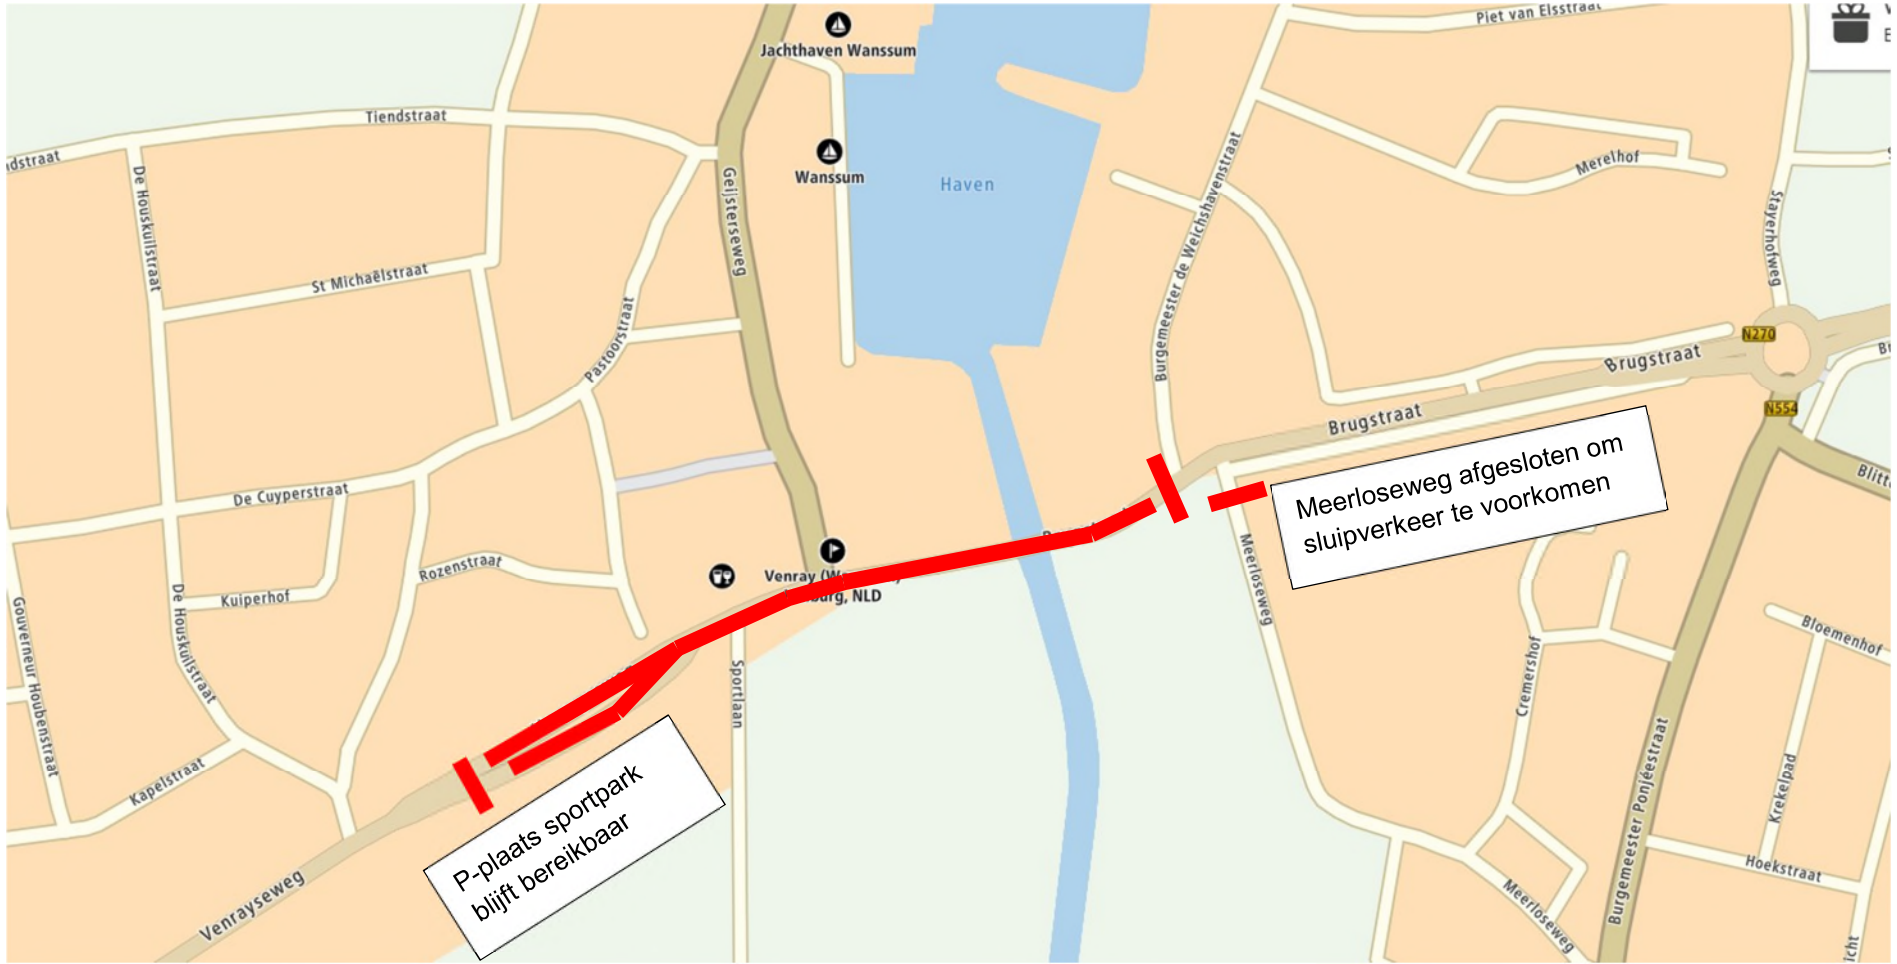 Piet van Elsstraat
Jachthaven Wanssum
Tiendstraat
dstraat
De Houskuilstraat
Geijsterseweg
Wanssum
Haven
Burgemeester de Weichshavenstraat
Merelhof
Stayerhofweg
St Michaëlstraat
Pastoorstraat
N270
Brugstraat
Brugstraat
N554
De Cuyperstraat
Meerloseweg afgesloten om
sluipverkeer te voorkomen
Rozenstraat
Kuiperhof
Venray
NLD
De Houskuilstraat
Gouverneur Houbenstraat
Meerloseweg
Bloemenhof
Cremershof
Sportlaan
Kapelstraat
P-plaats sportpark
blijft bereikbaar
Venrayseweg
Burgemeester Ponjéestraat
Krekelpad
Hoekstraat
Meerloseweg